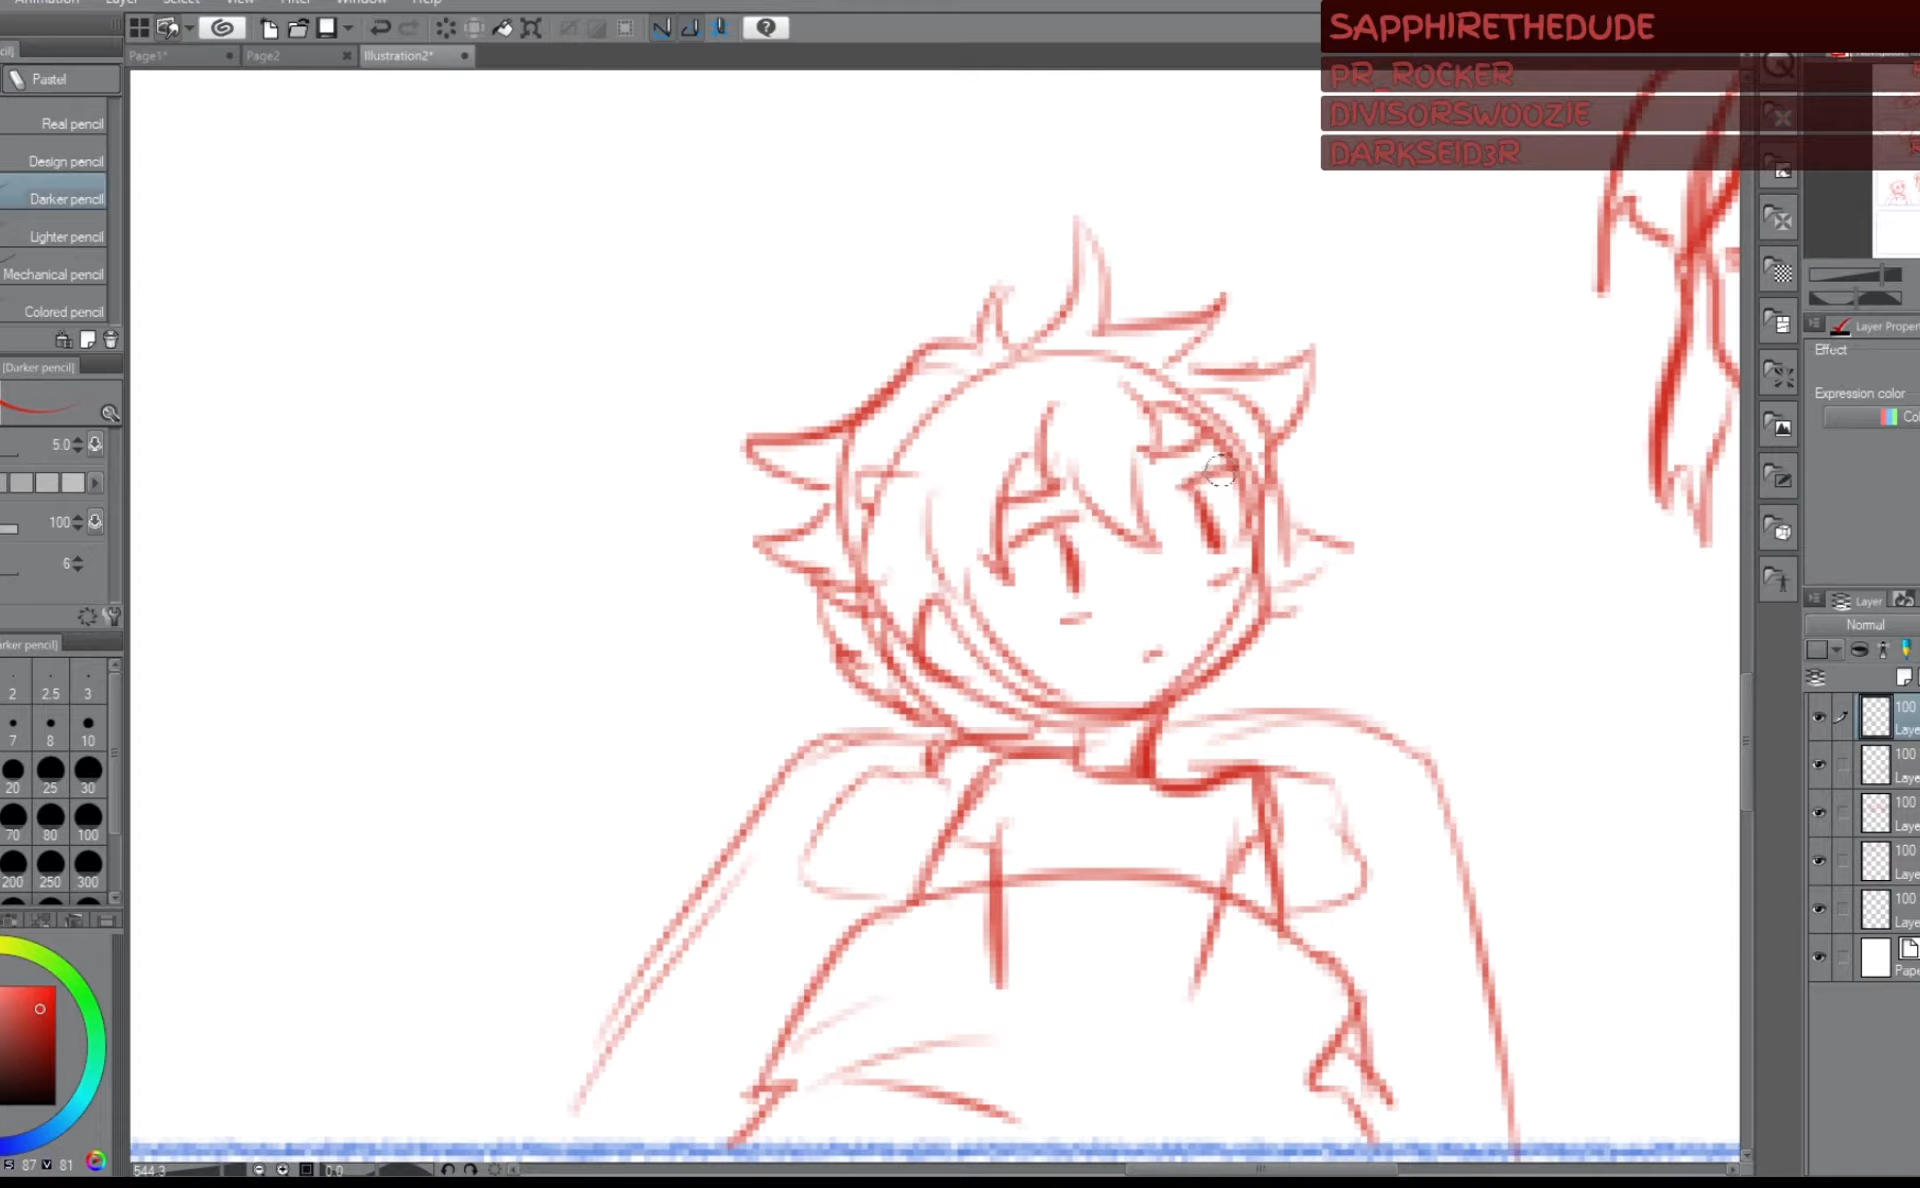 Animation Layer Select View Filter Window Help
SAPPHIRETHEDUDE
Page1* Page2 Illustration2*
PR_ROCKER
Pastel
DIVISORSWOOZIE
Real pencil
DARKSEID3R
Design pencil
Darker pencil
Lighter pencil
Mechanical pencil
Colored pencil
Layer Proper
Effect
[Darker pencil]
Expression color
Co
5.0
100
6
Layer
Normal
arker pencil]
2 2.5 3
7 8 10
20 25 30
70 80 100
200 250 300
100
Laye
100
Laye
100
Laye
100
Laye
100
Laye
Pape
S 87 V 81
544.3 0.0